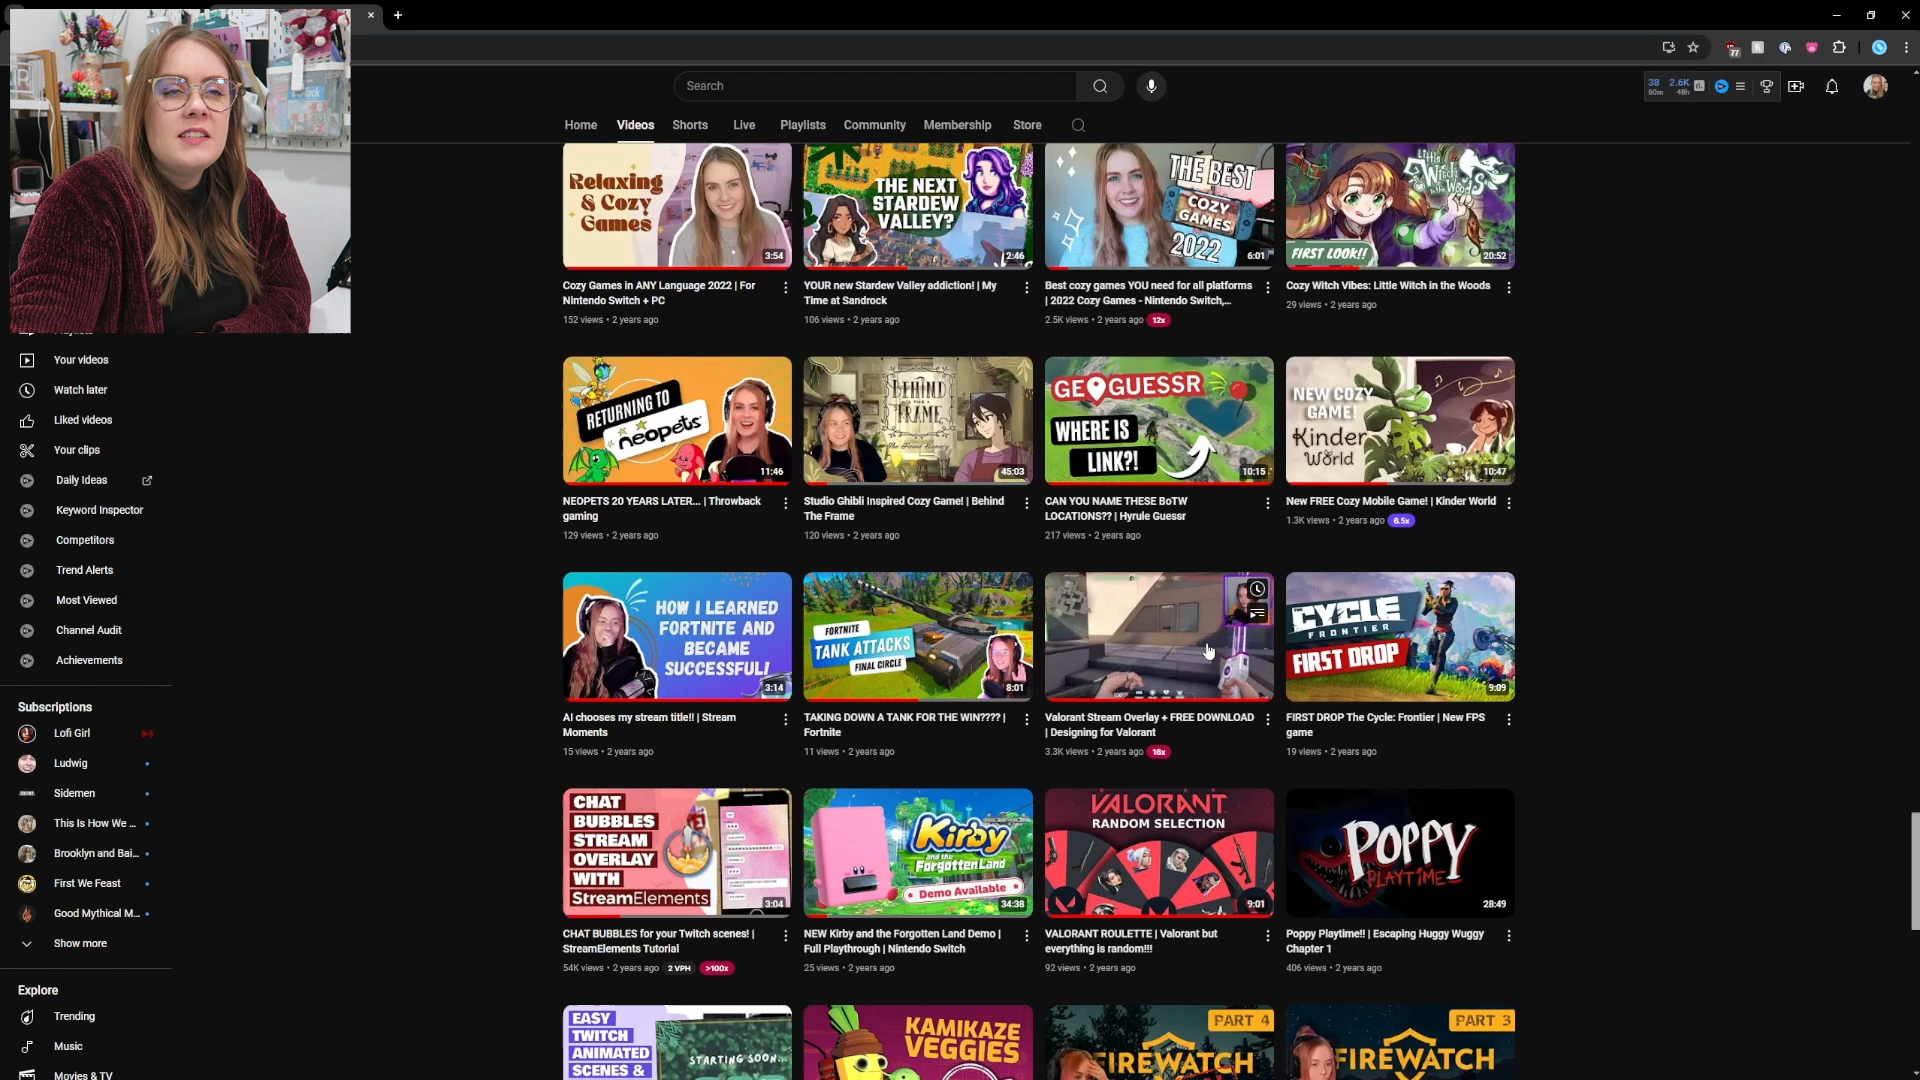 77
Search
38
60m
2.6K
48h
Home Videos Shorts Live Playlists Community Membership Store
Relaxing
& Cozy
Games
3:54
THE NEXT
STARDEW
VALLEY?
2:46
THE BEST
COZY
GAMES
2022
6:01
Little
Witch
in the
Woods
FIRST LOOK!!
20:52
Cozy Games in ANY Language 2022 | For
Nintendo Switch + PC
152 views • 2 years ago
YOUR new Stardew Valley addiction! | My
Time at Sandrock
106 views • 2 years ago
Best cozy games YOU need for all platforms
| 2022 Cozy Games - Nintendo Switch,...
2.5K views • 2 years ago 12x
Cozy Witch Vibes: Little Witch in the Woods
29 views • 2 years ago
Your videos
Watch later
Liked videos
Your clips
Daily Ideas
Keyword Inspector
Competitors
Trend Alerts
Most Viewed
Channel Audit
Achievements
RETURNING TO
neopets
11:46
BEHIND
THE
FRAME
45:03
GEOGUESSR
WHERE IS
LINK?!
10:15
NEW COZY
GAME!
Kinder
World
10:47
NEOPETS 20 YEARS LATER... | Throwback
gaming
129 views • 2 years ago
Studio Ghibli Inspired Cozy Game! | Behind
The Frame
120 views • 2 years ago
CAN YOU NAME THESE BoTW
LOCATIONS?? | Hyrule Guessr
217 views • 2 years ago
New FREE Cozy Mobile Game! | Kinder World
1.3K views • 2 years ago 6.5x
HOW I LEARNED
FORTNITE AND
BECAME
SUCCESSFUL!
3:14
FORTNITE
TANK ATTACKS
FINAL CIRCLE
8:01
THE
CYCLE
FRONTIER
FIRST DROP
9:09
AI chooses my stream title!! | Stream
Moments
15 views • 2 years ago
TAKING DOWN A TANK FOR THE WIN???? |
Fortnite
11 views • 2 years ago
Valorant Stream Overlay + FREE DOWNLOAD
| Designing for Valorant
3.3K views • 2 years ago 16x
FIRST DROP The Cycle: Frontier | New FPS
game
19 views • 2 years ago
Subscriptions
Lofi Girl
Ludwig
Sidemen
This Is How We ...
Brooklyn and Bai...
First We Feast
Good Mythical M...
Show more
Explore
Trending
Music
Movies & TV
CHAT
BUBBLES
STREAM
OVERLAY
WITH
StreamElements
3:04
Kirby
and the
Forgotten Land
Demo Available
34:38
VALORANT
RANDOM SELECTION
9:01
POPPY
PLAYTIME
28:49
CHAT BUBBLES for your Twitch scenes! |
StreamElements Tutorial
54K views • 2 years ago 2 VPH >100x
NEW Kirby and the Forgotten Land Demo |
Full Playthrough | Nintendo Switch
25 views • 2 years ago
VALORANT ROULETTE | Valorant but
everything is random!!!
92 views • 2 years ago
Poppy Playtime!! | Escaping Huggy Wuggy
Chapter 1
406 views • 2 years ago
EASY
TWITCH
ANIMATED
SCENES &
STARTING SOON...
KAMIKAZE
VEGGIES
PART 4
FIREWATCH
PART 3
FIREWATCH